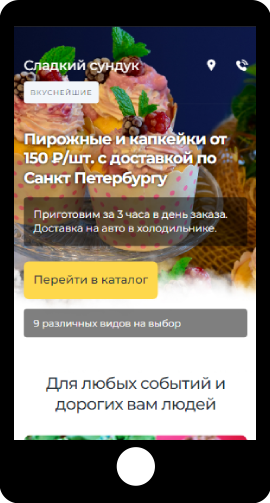 Сладкий сундук
ВКУСНЕЙШИЕ
Пирожные и капкейки от
150 ₽/шт. с доставкой по
Санкт Петербургу
Приготовим за 3 часа в день заказа.
Доставка на авто в холодильнике.
Перейти в каталог
9 различных видов на выбор
Для любых событий и
дорогих вам людей